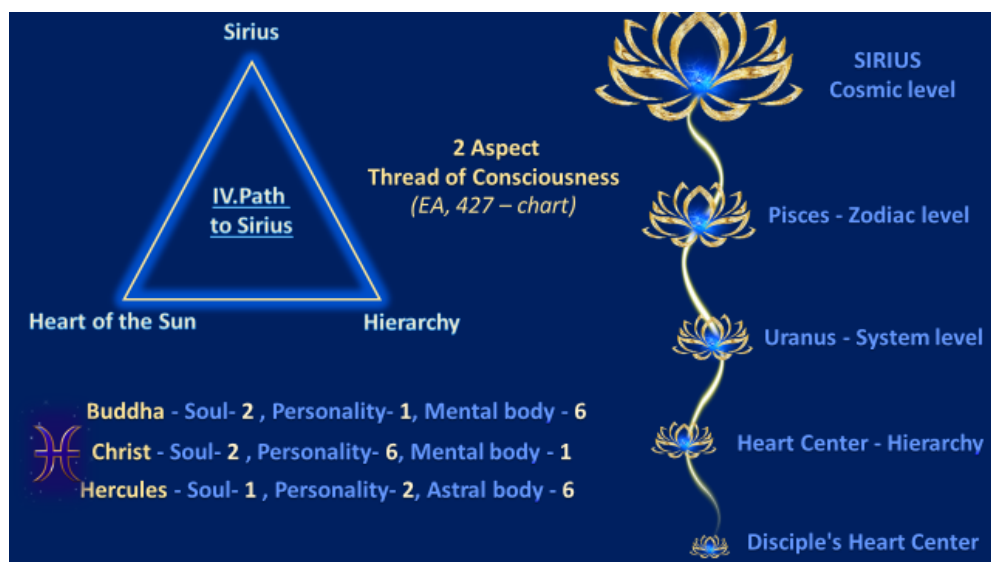 Sirius
IV.Path
to Sirius
Heart of the Sun
Hierarchy
2 Aspect
Thread of Consciousness
(EA, 427 – chart)
Buddha - Soul- 2 , Personality- 1, Mental body - 6
Christ - Soul- 2 , Personality- 6, Mental body - 1
Hercules - Soul- 1 , Personality- 2, Astral body - 6
SIRIUS
Cosmic level
Pisces - Zodiac level
Uranus - System level
Heart Center - Hierarchy
Disciple's Heart Center